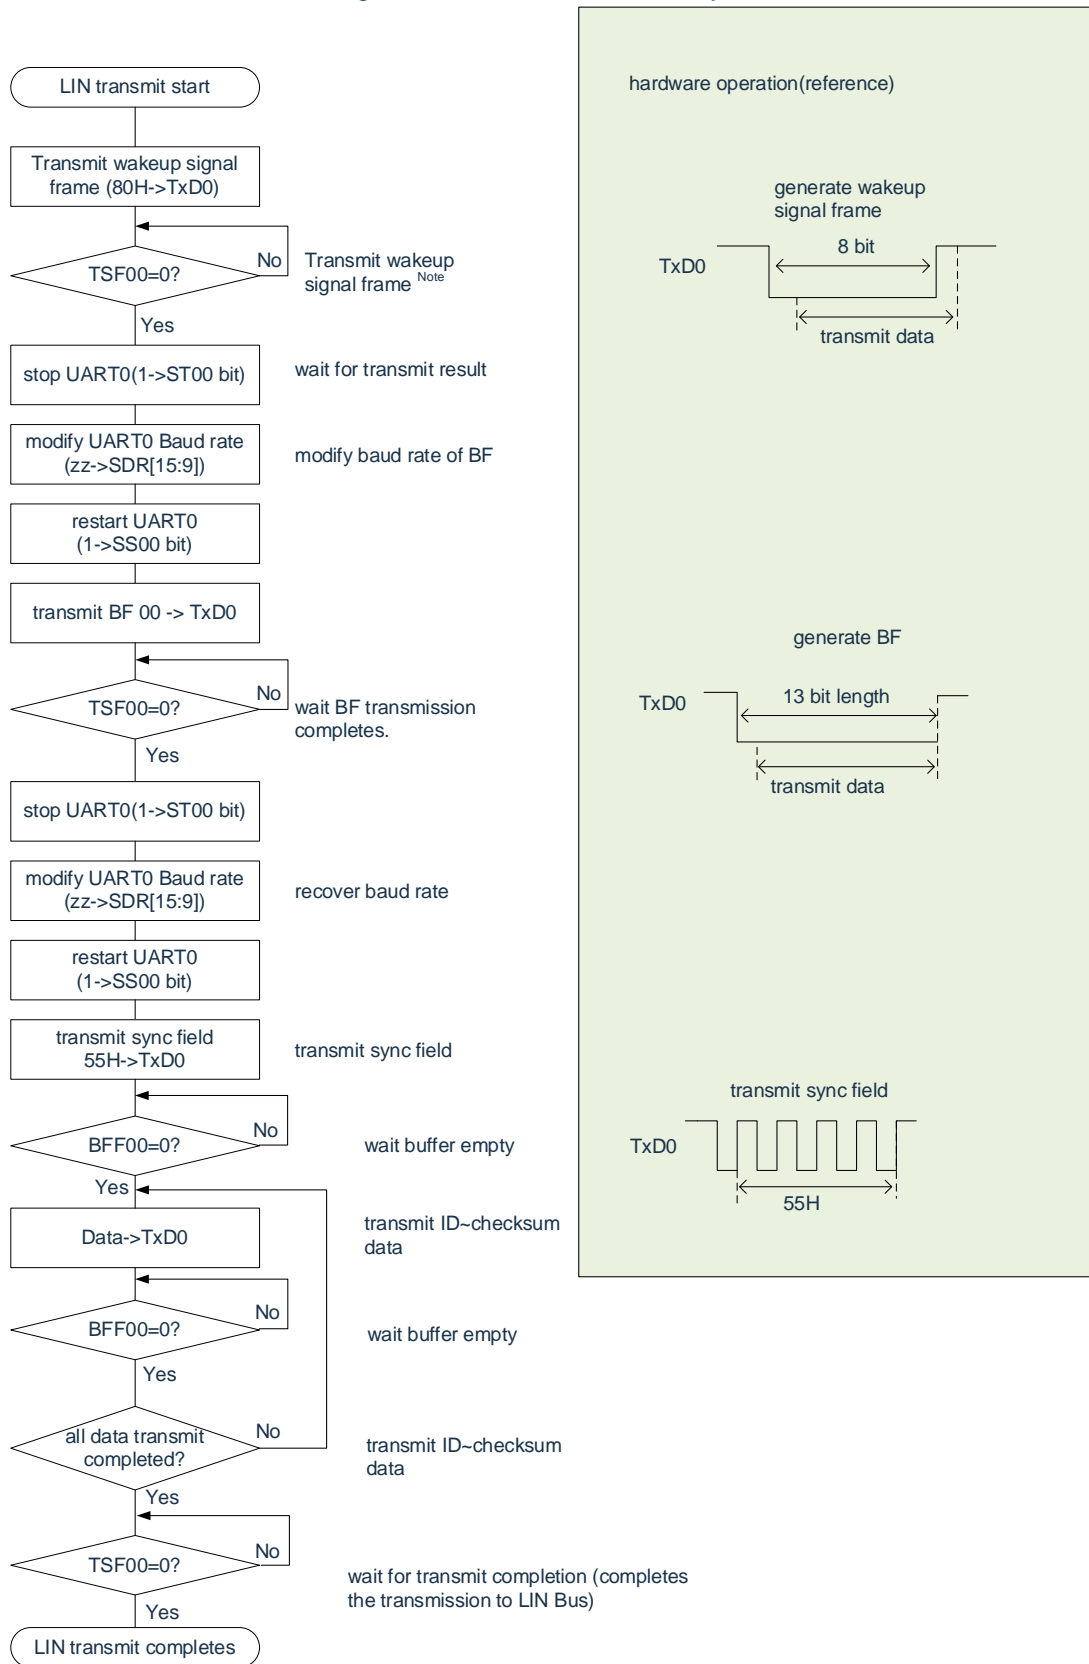 LIN transmit start
Transmit wakeup signal
frame (80H->TxD0)
TSF00=0?
No
Transmit wakeup
signal frame Note
Yes
stop UART0(1->ST00 bit)
wait for transmit result
modify UART0 Baud rate
(zz->SDR[15:9])
modify baud rate of BF
restart UART0
(1->SS00 bit)
transmit BF 00 -> TxD0
TSF00=0?
No
wait BF transmission
completes.
Yes
stop UART0(1->ST00 bit)
modify UART0 Baud rate
(zz->SDR[15:9])
recover baud rate
restart UART0
(1->SS00 bit)
transmit sync field
55H->TxD0
transmit sync field
BFF00=0?
No
wait buffer empty
Yes
Data->TxD0
transmit ID~checksum
data
BFF00=0?
No
wait buffer empty
Yes
all data transmit
completed?
No
transmit ID~checksum
data
Yes
TSF00=0?
No
wait for transmit completion (completes
the transmission to LIN Bus)
Yes
LIN transmit completes
hardware operation(reference)
generate wakeup
signal frame
TxD0
8 bit
transmit data
generate BF
TxD0
13 bit length
transmit data
transmit sync field
TxD0
55H